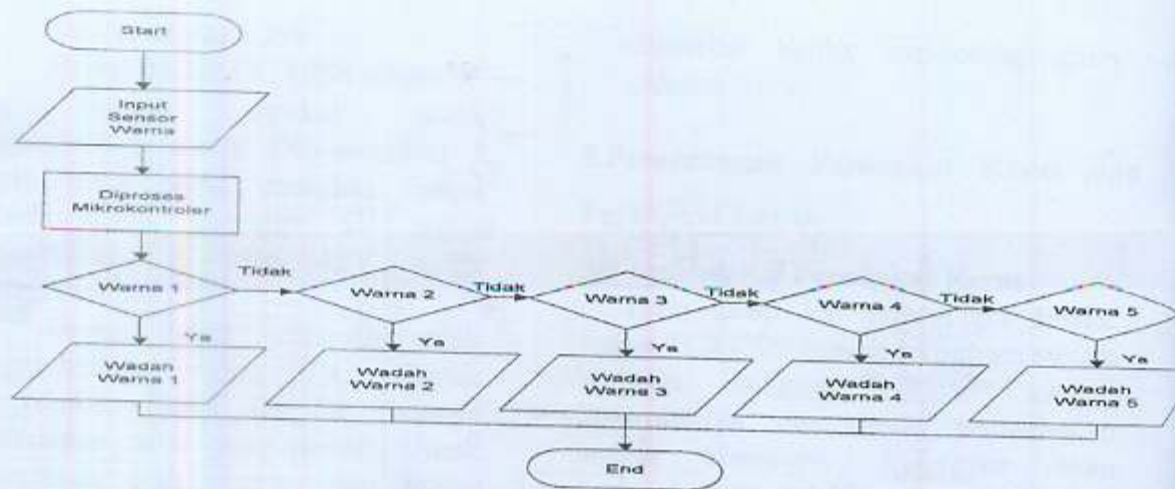 Start
Input
Sensor
Warna
Diproses
Mikrokontroler
Warna 1
Tidak
Warna 2
Tidak
Warna 3
Tidak
Warna 4
Tidak
Warna 5
Ya
Ya
Ya
Ya
Ya
Wadah
Warna 1
Wadah
Warna 2
Wadah
Warna 3
Wadah
Warna 4
Wadah
Warna 5
End